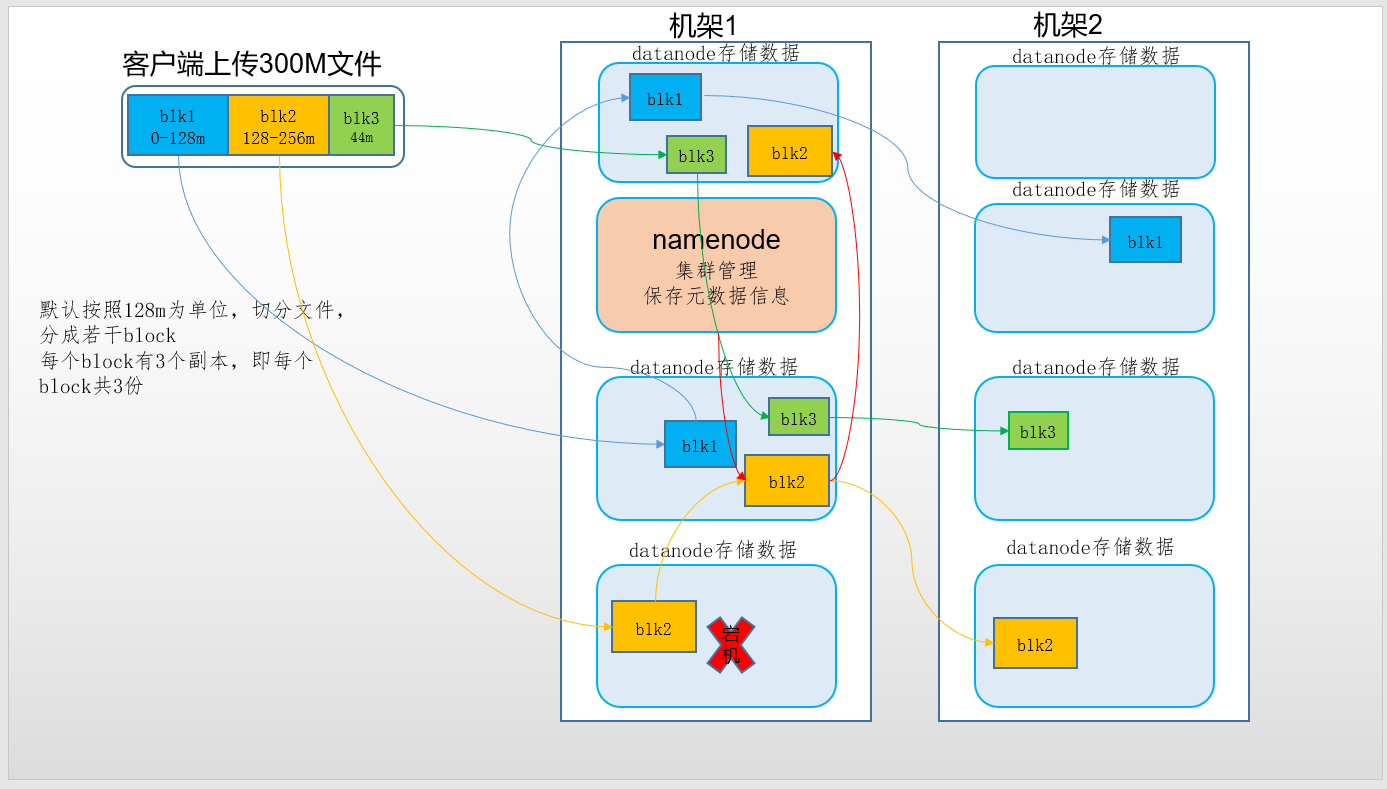 客户端上传300M文件
blk1
0-128m
blk2
128-256m
blk3
44m
默认按照128m为单位，切分文件，
分成若干block
每个block有3个副本，即每个
block共3份
机架1
datanode存储数据
blk1
blk3
blk2
namenode
集群管理
保存元数据信息
datanode存储数据
blk3
blk1
blk2
datanode存储数据
blk2
宕
机
机架2
datanode存储数据
datanode存储数据
blk1
datanode存储数据
blk3
datanode存储数据
blk2